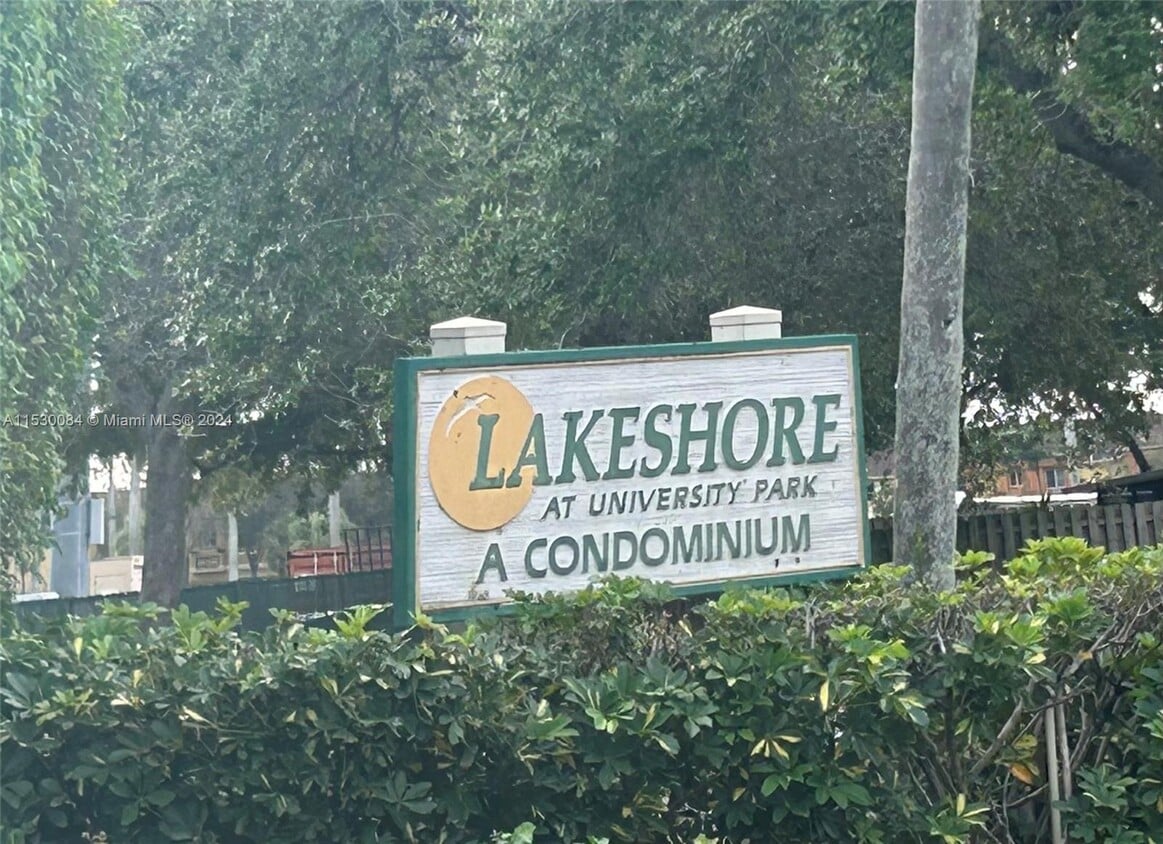 A11530084 © Miami MLS® 2024
LAKESHORE
AT UNIVERSITY PARK
A CONDOMINIUM